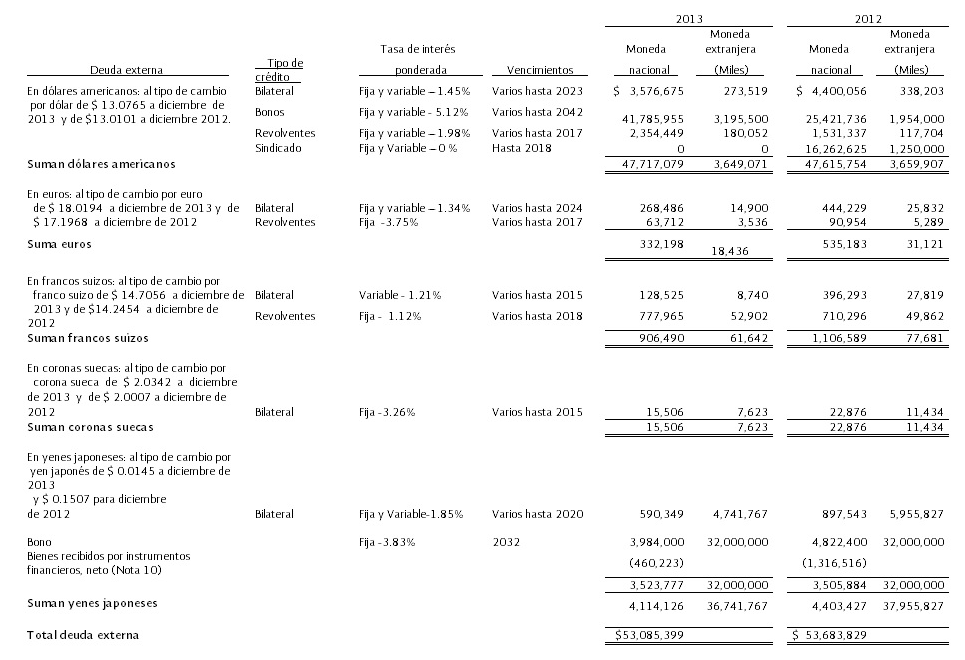 2013 2012
Moneda Moneda
Tasa de interés Moneda extranjera Moneda extranjera
Deuda externa Tipo de crédito ponderada Vencimientos nacional (Miles) nacional (Miles)
En dólares americanos: al tipo de cambio Bilateral Fija y variable – 1.45% Varios hasta 2023 $ 3,576,675 273,519 $ 4,400,056 338,203
por dólar de $ 13.0765 a diciembre de Bonos Fija y variable - 5.12% Varios hasta 2042 41,785,955 3,195,500 25,421,736 1,954,000
2013 y de $13.0101 a diciembre 2012.
Revolventes Fija y variable – 1.98% Varios hasta 2017 2,354,449 180,052 1,531,337 117,704
Sindicado Fija y Variable – 0 % Hasta 2018 0 0 16,262,625 1,250,000
Suman dólares americanos 47,717,079 3,649,071 47,615,754 3,659,907
En euros: al tipo de cambio por euro
de $ 18.0194 a diciembre de 2013 y de Bilateral Fija y variable – 1.34% Varios hasta 2024 268,486 14,900 444,229 25,832
$ 17.1968 a diciembre de 2012 Revolventes Fija -3.75% Varios hasta 2017 63,712 3,536 90,954 5,289
Suma euros 332,198 18,436 535,183 31,121
En francos suizos: al tipo de cambio por
franco suizo de $ 14.7056 a diciembre de Bilateral Variable - 1.21% Varios hasta 2015 128,525 8,740 396,293 27,819
2013 y de $14.2454 a diciembre de
2012 Revolventes Fija - 1.12% Varios hasta 2018 777,965 52,902 710,296 49,862
Suman francos suizos 906,490 61,642 1,106,589 77,681
En coronas suecas: al tipo de cambio por
corona sueca de $ 2.0342 a diciembre
de 2013 y de $ 2.0007 a diciembre de
2012 Bilateral Fija -3.26% Varios hasta 2015 15,506 7,623 22,876 11,434
Suman coronas suecas 15,506 7,623 22,876 11,434
En yenes japoneses: al tipo de cambio por
yen japonés de $ 0.0145 a diciembre de
2013
y $ 0.1507 para diciembre
de 2012 Bilateral Fija y Variable-1.85% Varios hasta 2020 590,349 4,741,767 897,543 5,955,827
Bono Fija -3.83% 2032 3,984,000 32,000,000 4,822,400 32,000,000
Bienes recibidos por instrumentos
financieros, neto (Nota 10) (460,223) (1,316,516)
3,523,777 32,000,000 3,505,884 32,000,000
Suman yenes japoneses 4,114,126 36,741,767 4,403,427 37,955,827
Total deuda externa $53,085,399 $ 53,683,829